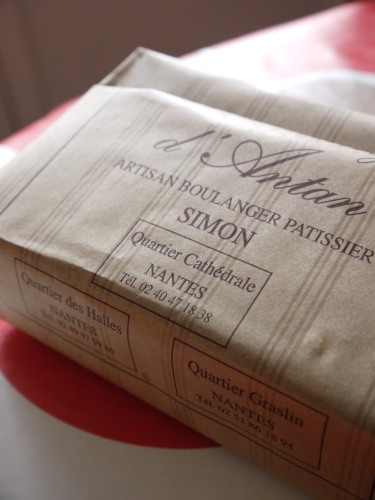 d'Antan
ARTISAN BOULANGER PATISSIER
SIMON
Quartier Cathédrale
NANTES
Tél. 02 40 47 18 38
Quartier des Halles
NANTES
Quartier Graslin
NANTES